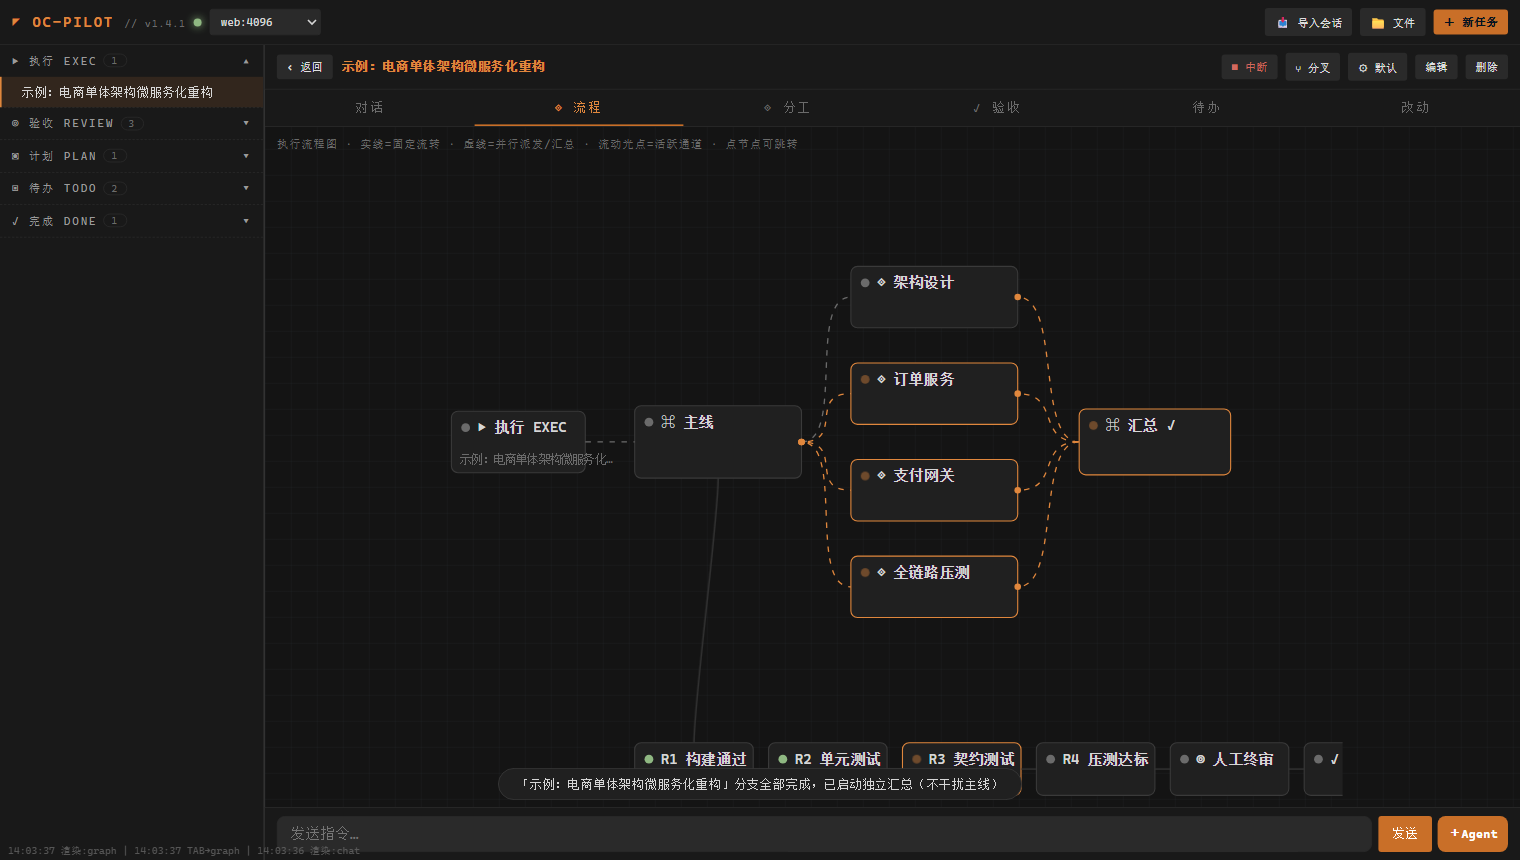 OC-PILOT // v1.4.1 web:4096 导入会话 文件 + 新任务
执行 EXEC 1
示例：电商单体架构微服务化重构
验收 REVIEW 3
计划 PLAN 1
待办 TODO 2
✓ 完成 DONE 1
‹ 返回 示例：电商单体架构微服务化重构 中断 分叉 默认 编辑 删除
对话 流程 分工 ✓ 验收 待办 改动
执行流程图 · 实线=固定流转 · 虚线=并行派发/汇总 · 流动光点=活跃通道 · 点节点可跳转
架构设计
订单服务
执行 EXEC
示例：电商单体架构微服务化…
⌘ 主线
⌘ 汇总 ✓
支付网关
全链路压测
R1 构建通过 R2 单元测试 R3 契约测试 R4 压测达标 人工终审 ✓
「示例：电商单体架构微服务化重构」分支全部完成，已启动独立汇总（不干扰主线）
发送指令… 发送 +Agent
14:03:37 渲染:graph | 14:03:37 TAB→graph | 14:03:36 渲染:chat